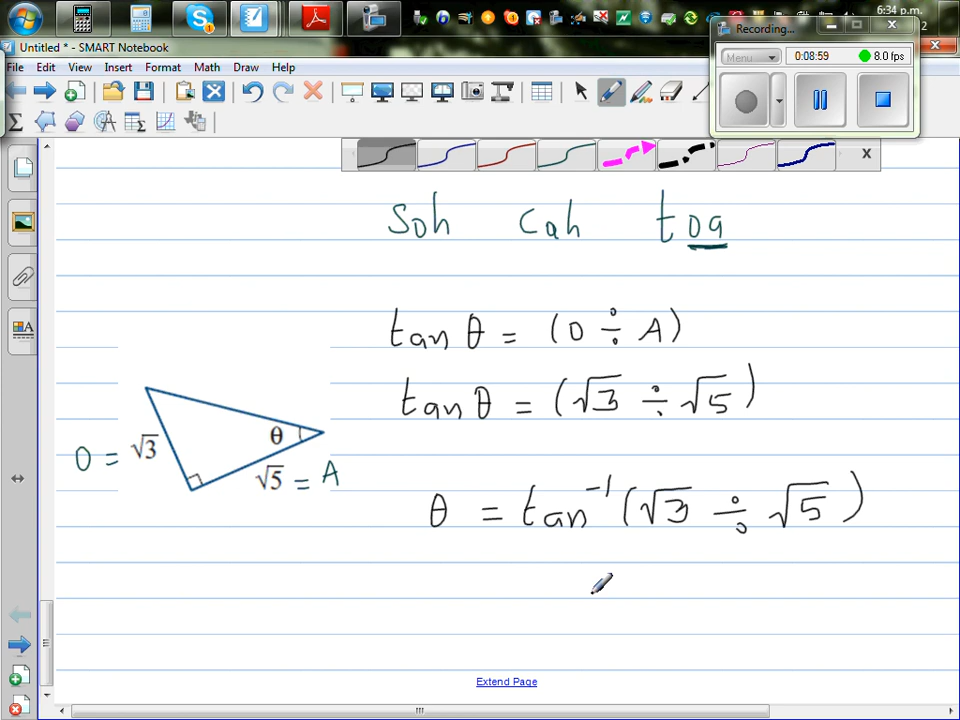 6:34 p.m.
2
Untitled * - SMART Notebook
Recording...
File Edit View Insert Format Math Draw Help
Menu 0:08:59 8.0 fps
x
Soh Cah toa
tan θ = (O ÷ A)
tan θ = (√3 ÷ √5)
O = √3
θ
√5 = A
θ = tan⁻¹(√3 ÷ √5)
Extend Page